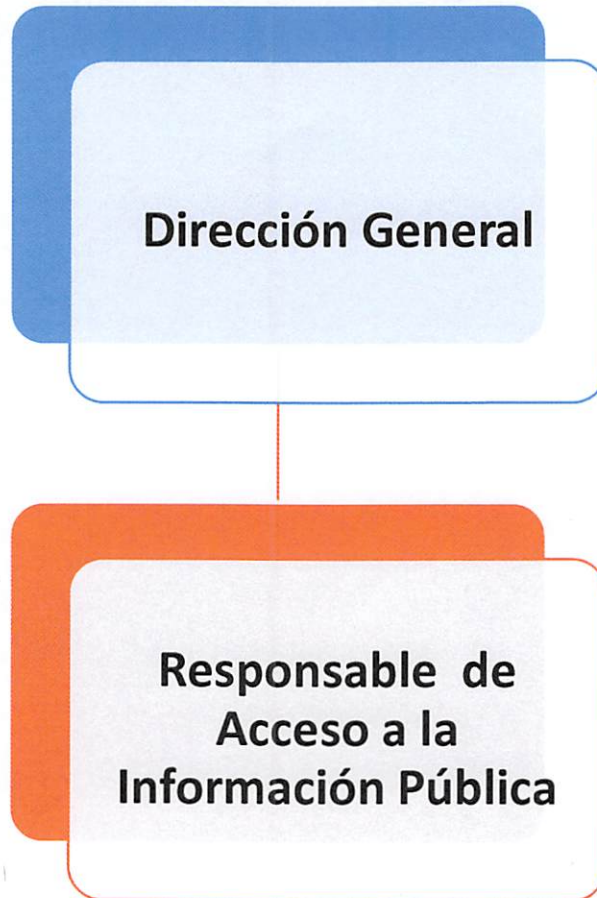 Dirección General
Responsable de
Acceso a la
Información Pública